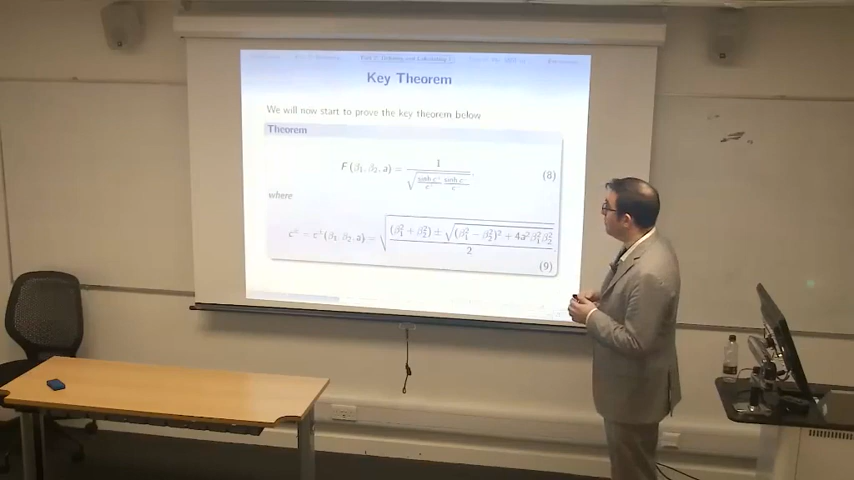 Key Theorem
We will now start to prove the key theorem below
Theorem
F(β₁, β₂, a) = 1 / √(sinh c⁺/c⁺ sinh c⁻/c⁻) (8)
where
c± = c±(β₁, β₂, a) = √(((β₁² + β₂²) ± √((β₁² − β₂²)² + 4a²β₁²β₂²)) / 2) (9)